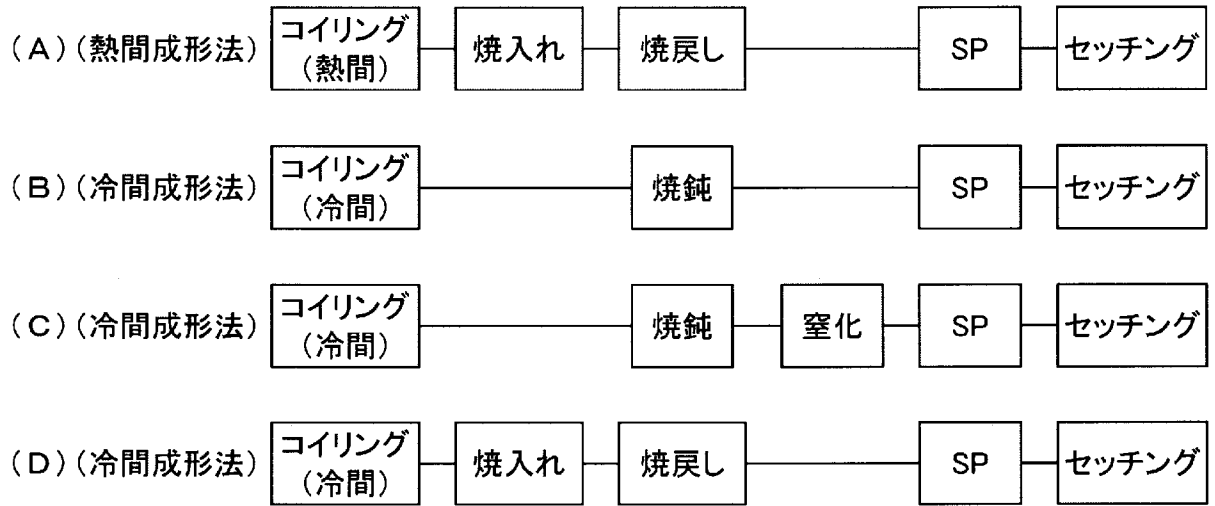 (A)(熱間成形法) コイリング(熱間) 焼入れ 焼戻し SP セッチング
(B)(冷間成形法) コイリング(冷間) 焼鈍 SP セッチング
(C)(冷間成形法) コイリング(冷間) 焼鈍 窒化 SP セッチング
(D)(冷間成形法) コイリング(冷間) 焼入れ 焼戻し SP セッチング